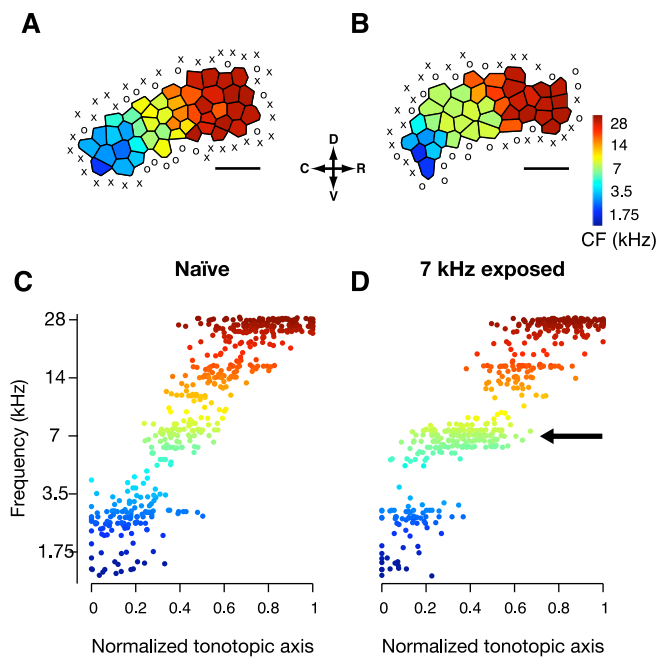 A
B
D
C R
V
28
14
7
3.5
1.75
CF (kHz)
C
Naïve
D
7 kHz exposed
Frequency (kHz)
28
14
7
3.5
1.75
0 0.2 0.4 0.6 0.8 1
0 0.2 0.4 0.6 0.8 1
Normalized tonotopic axis
Normalized tonotopic axis